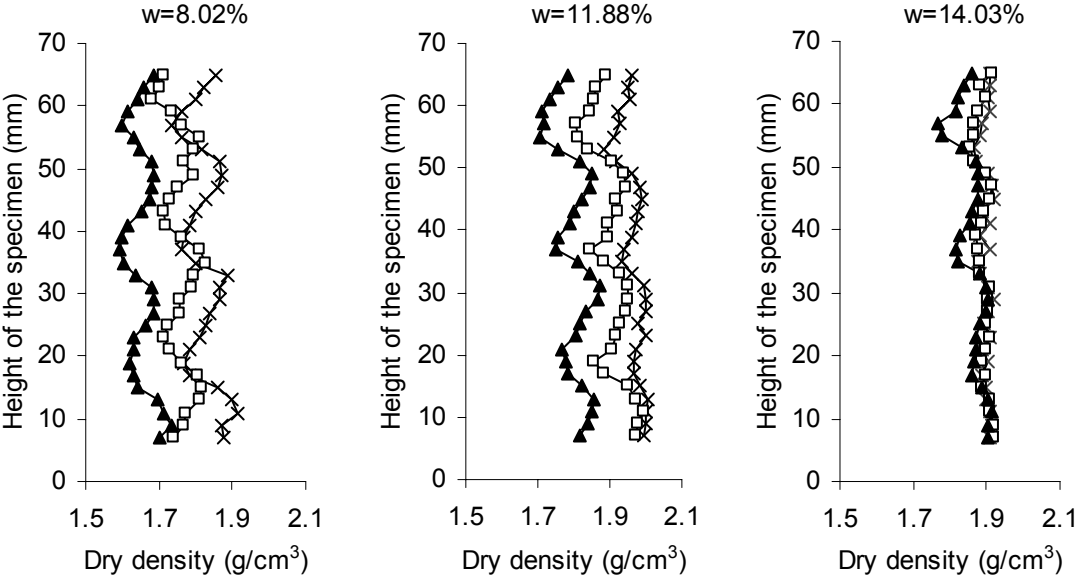 w=8.02%
70
60
50
40
30
20
10
0
1.5 1.7 1.9 2.1
Height of the specimen (mm)
Dry density (g/cm³)
w=11.88%
70
60
50
40
30
20
10
0
1.5 1.7 1.9 2.1
Height of the specimen (mm)
Dry density (g/cm³)
w=14.03%
70
60
50
40
30
20
10
0
1.5 1.7 1.9 2.1
Height of the specimen (mm)
Dry density (g/cm³)